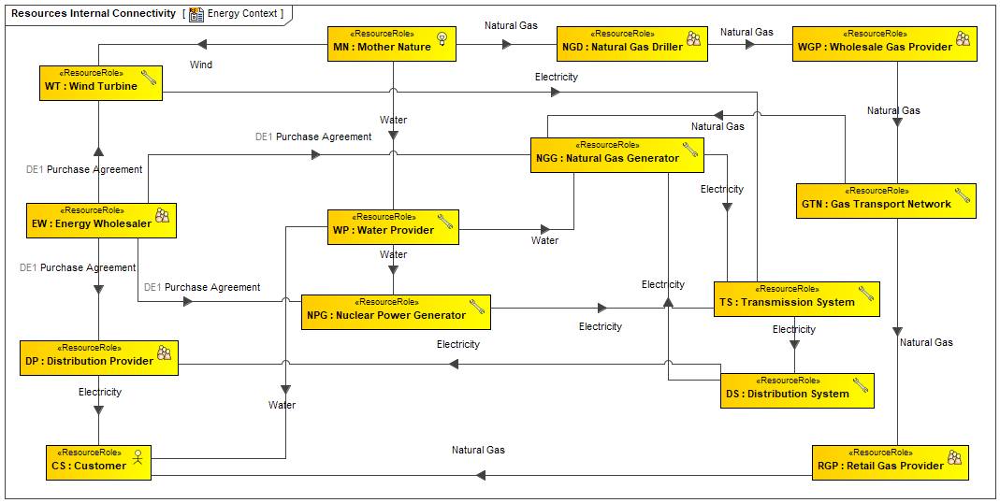 Resources Internal Connectivity [ Energy Context ]
Natural Gas
Natural Gas
«ResourceRole»
MN : Mother Nature
«ResourceRole»
NGD : Natural Gas Driller
«ResourceRole»
WGP : Wholesale Gas Provider
Wind
«ResourceRole»
WT : Wind Turbine
Electricity
Water
Natural Gas
Natural Gas
DE1 Purchase Agreement
«ResourceRole»
NGG : Natural Gas Generator
DE1 Purchase Agreement
Electricity
«ResourceRole»
GTN : Gas Transport Network
«ResourceRole»
EW : Energy Wholesaler
«ResourceRole»
WP : Water Provider
Water
Water
DE1 Purchase Agreement
DE1 Purchase Agreement
Electricity
«ResourceRole»
TS : Transmission System
«ResourceRole»
NPG : Nuclear Power Generator
Electricity
Electricity
Natural Gas
Electricity
«ResourceRole»
DP : Distribution Provider
«ResourceRole»
DS : Distribution System
Electricity
Water
Natural Gas
«ResourceRole»
CS : Customer
«ResourceRole»
RGP : Retail Gas Provider